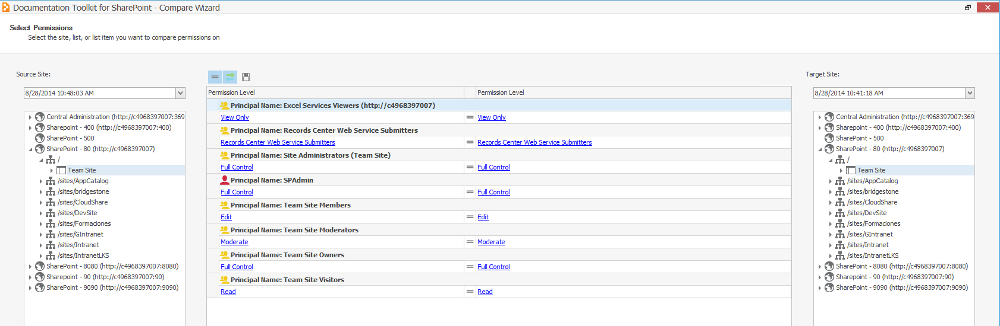 Documentation Toolkit for SharePoint - Compare Wizard
Select Permissions
Select the site, list, or list item you want to compare permissions on
Source Site:
8/28/2014 10:48:03 AM
Central Administration (http://c4968397007:369
Sharepoint - 400 (http://c4968397007:400)
SharePoint - 500
SharePoint - 80 (http://c4968397007)
/
Team Site
/sites/AppCatalog
/sites/bridgestone
/sites/CloudShare
/sites/DevSite
/sites/Formaciones
/sites/GIntranet
/sites/Intranet
/sites/IntranetLKS
SharePoint - 8080 (http://c4968397007:8080)
Sharepoint - 90 (http://c4968397007:90)
SharePoint - 9090 (http://c4968397007:9090)
Permission Level Permission Level
Principal Name: Excel Services Viewers (http://c4968397007)
View Only = View Only
Principal Name: Records Center Web Service Submitters
Records Center Web Service Submitters = Records Center Web Service Submitters
Principal Name: Site Administrators (Team Site)
Full Control = Full Control
Principal Name: SPAdmin
Full Control = Full Control
Principal Name: Team Site Members
Edit = Edit
Principal Name: Team Site Moderators
Moderate = Moderate
Principal Name: Team Site Owners
Full Control = Full Control
Principal Name: Team Site Visitors
Read = Read
Target Site:
8/28/2014 10:41:18 AM
Central Administration (http://c4968397007:369
Sharepoint - 400 (http://c4968397007:400)
SharePoint - 500
SharePoint - 80 (http://c4968397007)
/
Team Site
/sites/AppCatalog
/sites/bridgestone
/sites/CloudShare
/sites/DevSite
/sites/Formaciones
/sites/GIntranet
/sites/Intranet
/sites/IntranetLKS
SharePoint - 8080 (http://c4968397007:8080)
Sharepoint - 90 (http://c4968397007:90)
SharePoint - 9090 (http://c4968397007:9090)